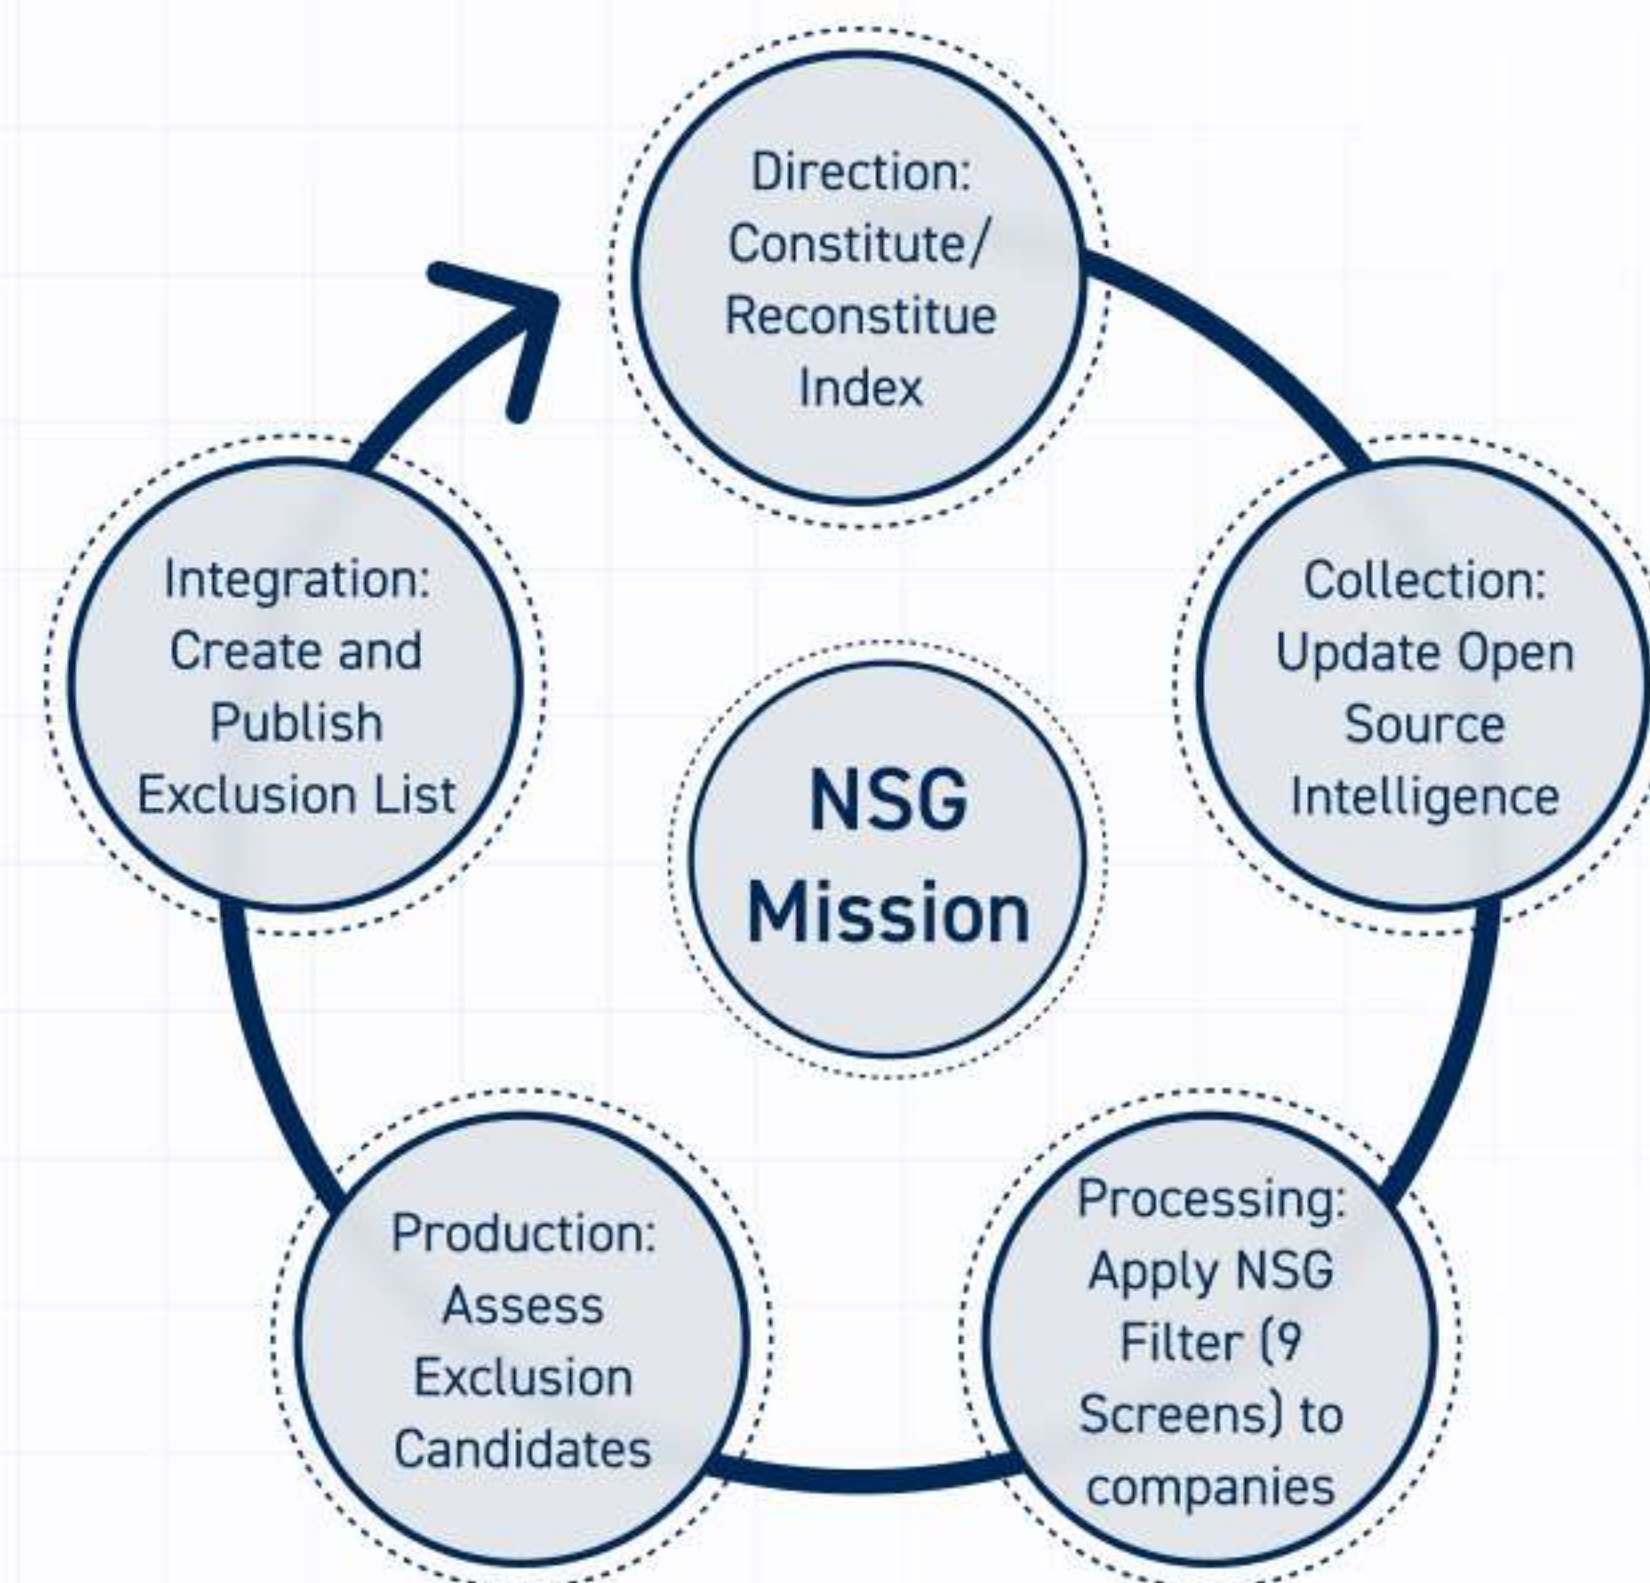 Direction:
Constitute/
Reconstitue
Index
Collection:
Update Open
Source
Intelligence
Processing:
Apply NSG
Filter (9
Screens) to
companies
Production:
Assess
Exclusion
Candidates
Integration:
Create and
Publish
Exclusion List
NSG
Mission